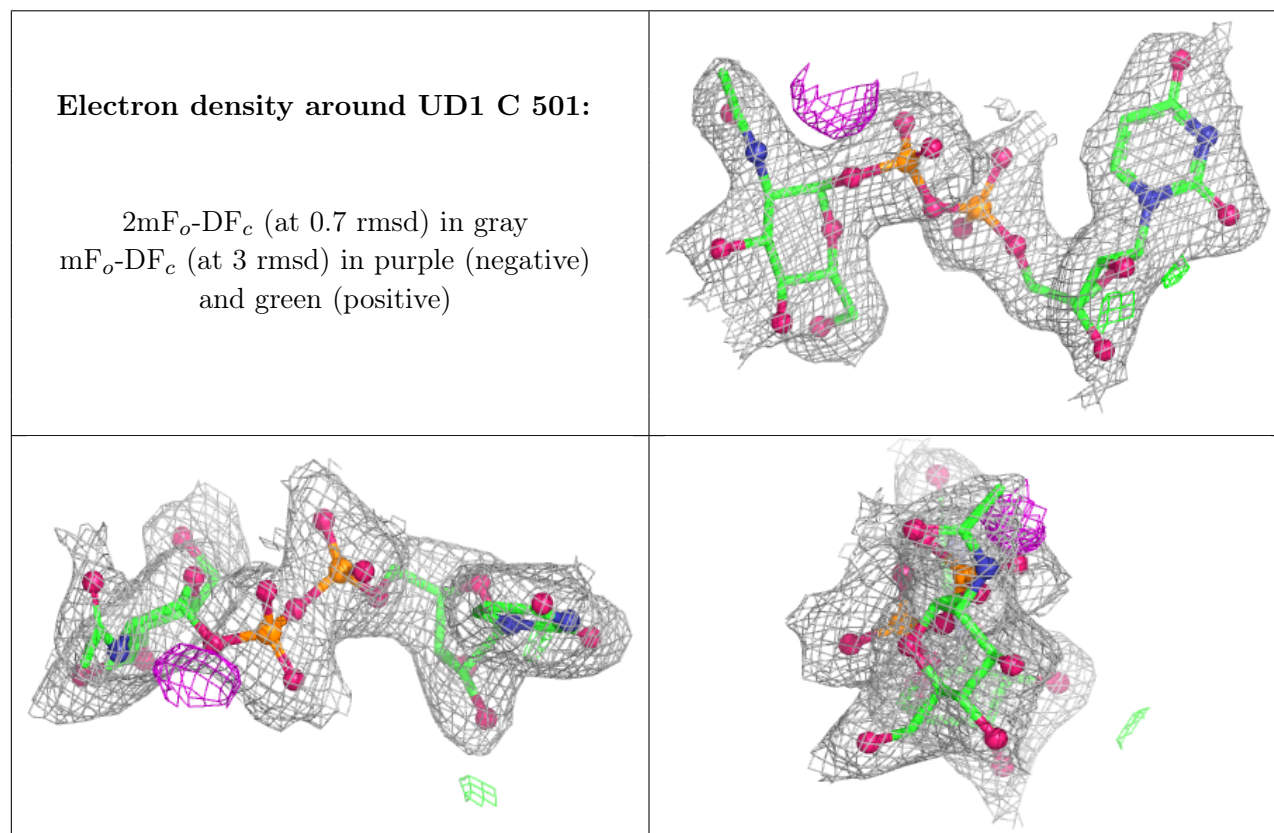 Electron density around UD1 C 501:
2mFo-DFc (at 0.7 rmsd) in gray
mFo-DFc (at 3 rmsd) in purple (negative)
and green (positive)